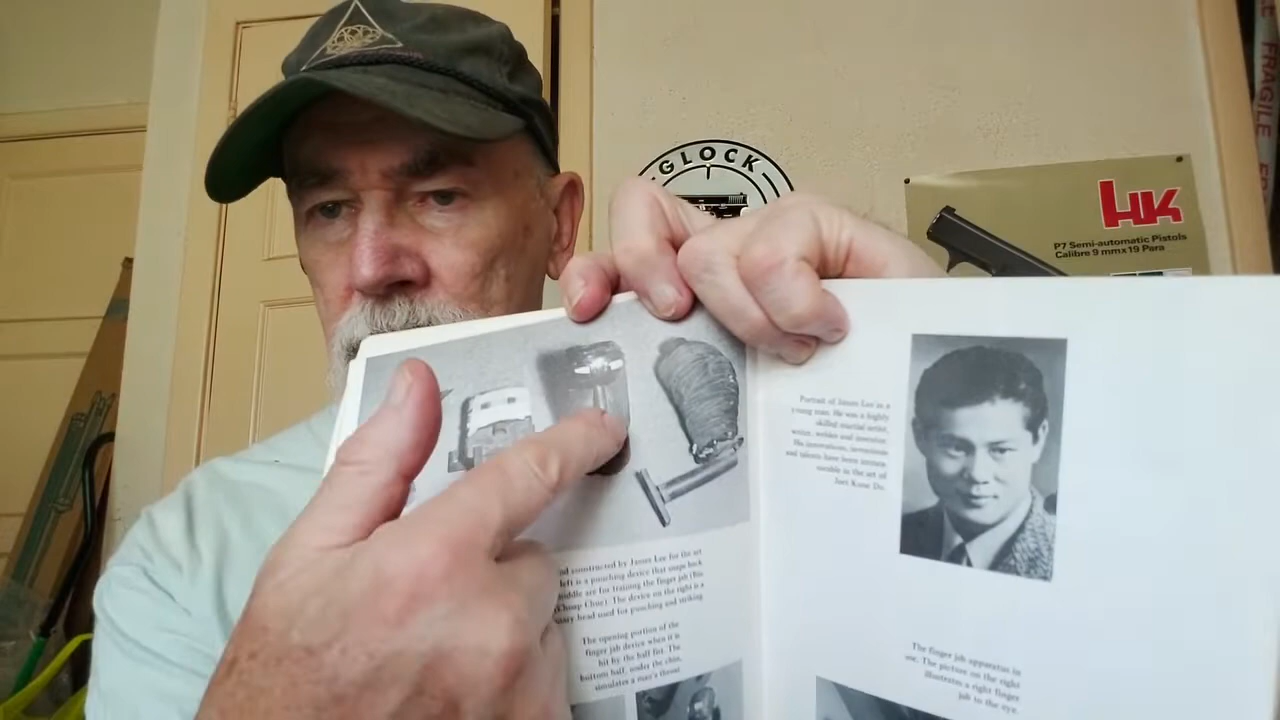 GLOCK
HK
P7 Semi-automatic Pistols
Calibre 9 mm x 19 Para
FRAGILE
Portrait of James Lee as a
young man. He was a highly
skilled martial artist,
writer, welder and inventor.
His innovations, inventions
and talents have been immea-
surable in the art of
Jeet Kune Do.
constructed by James Lee for the art
left is a punching device that snaps back
middle are for training the finger jab (Biu
(Choap Chue). The device on the right is a
head used for punching and striking
The opening portion of the
finger jab device when it is
hit by the half fist. The
bottom half, under the chin,
simulates a man's throat.
The finger jab apparatus in
use. The picture on the right
illustrates a right finger
jab to the eye.